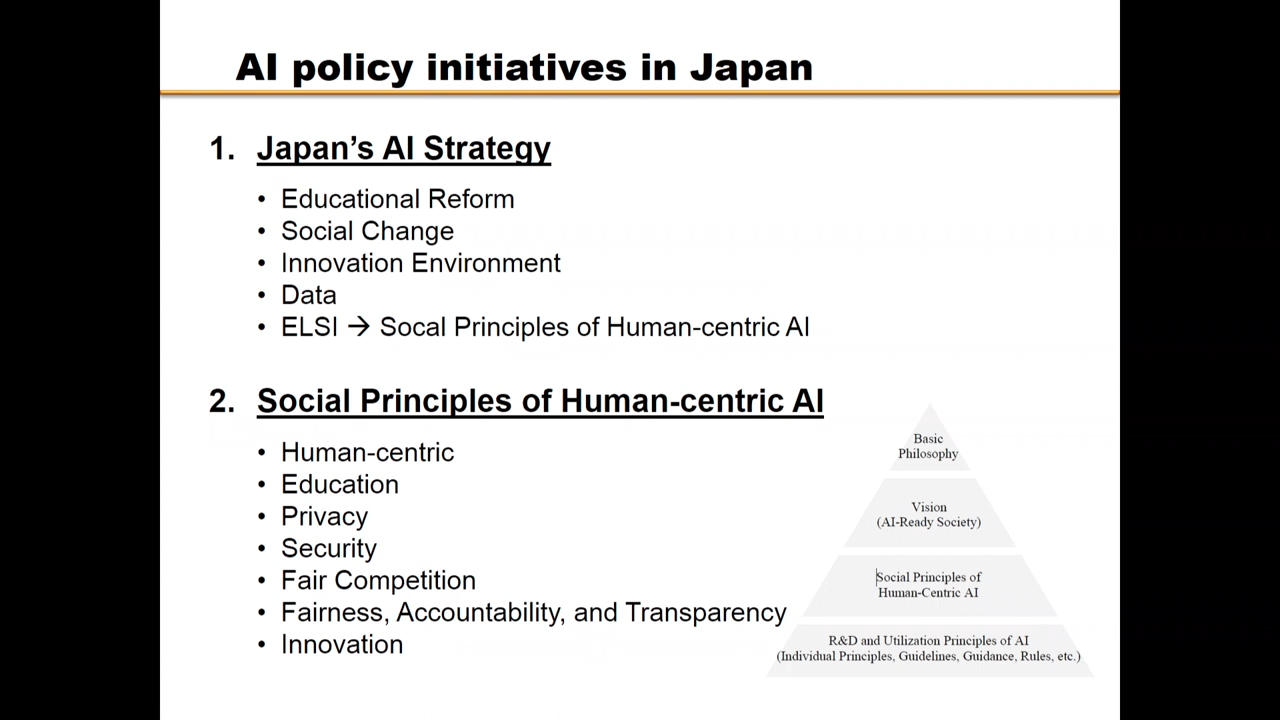 AI policy initiatives in Japan
1. Japan's AI Strategy
• Educational Reform
• Social Change
• Innovation Environment
• Data
• ELSI → Socal Principles of Human-centric AI
2. Social Principles of Human-centric AI
• Human-centric
• Education
• Privacy
• Security
• Fair Competition
• Fairness, Accountability, and Transparency
• Innovation
Basic
Philosophy
Vision
(AI-Ready Society)
Social Principles of
Human-Centric AI
R&D and Utilization Principles of AI
(Individual Principles, Guidelines, Guidance, Rules, etc.)